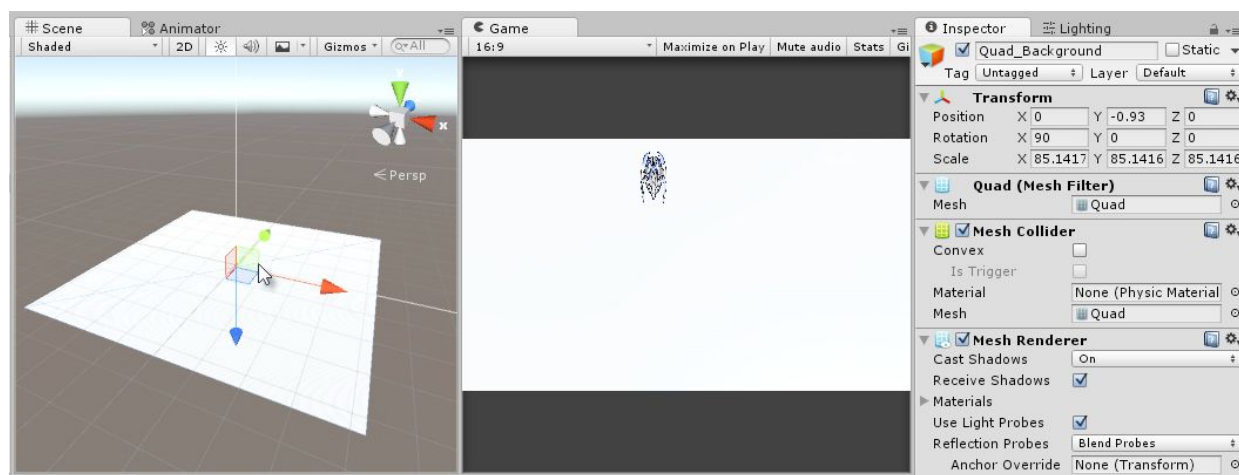 Scene Animator
Shaded 2D Gizmos All
y
x
Persp
Game
16:9 Maximize on Play Mute audio Stats Gi
Inspector Lighting
Quad_Background Static
Tag Untagged Layer Default
Transform
Position X 0 Y -0.93 Z 0
Rotation X 90 Y 0 Z 0
Scale X 85.1417 Y 85.1416 Z 85.1416
Quad (Mesh Filter)
Mesh Quad
Mesh Collider
Convex
Is Trigger
Material None (Physic Material
Mesh Quad
Mesh Renderer
Cast Shadows On
Receive Shadows
Materials
Use Light Probes
Reflection Probes Blend Probes
Anchor Override None (Transform)